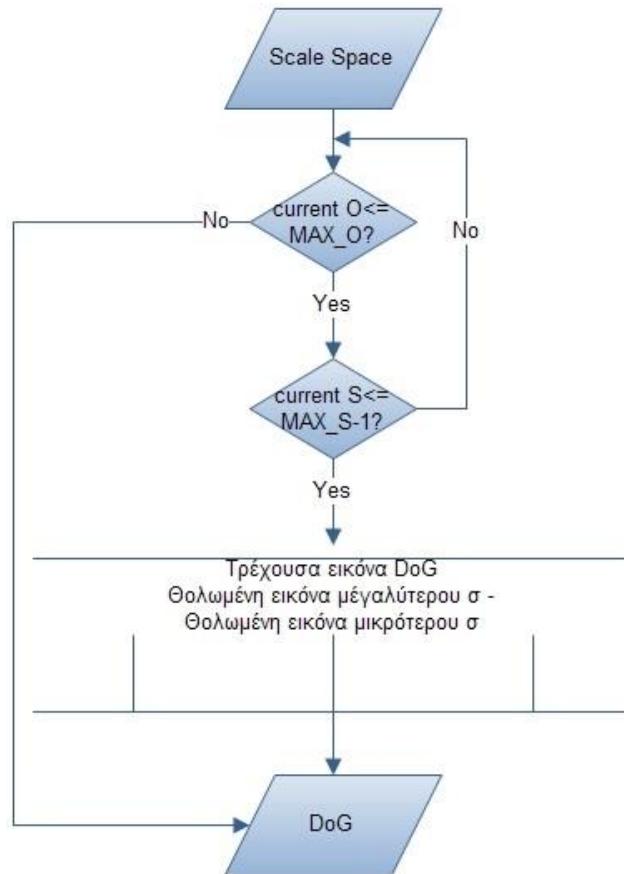 Scale Space
current O<=
MAX_O?
No
No
Yes
current S<=
MAX_S-1?
Yes
Τρέχουσα εικόνα DoG
Θολωμένη εικόνα μέγαλύτερου σ -
Θολωμένη εικόνα μικρότερου σ
DoG